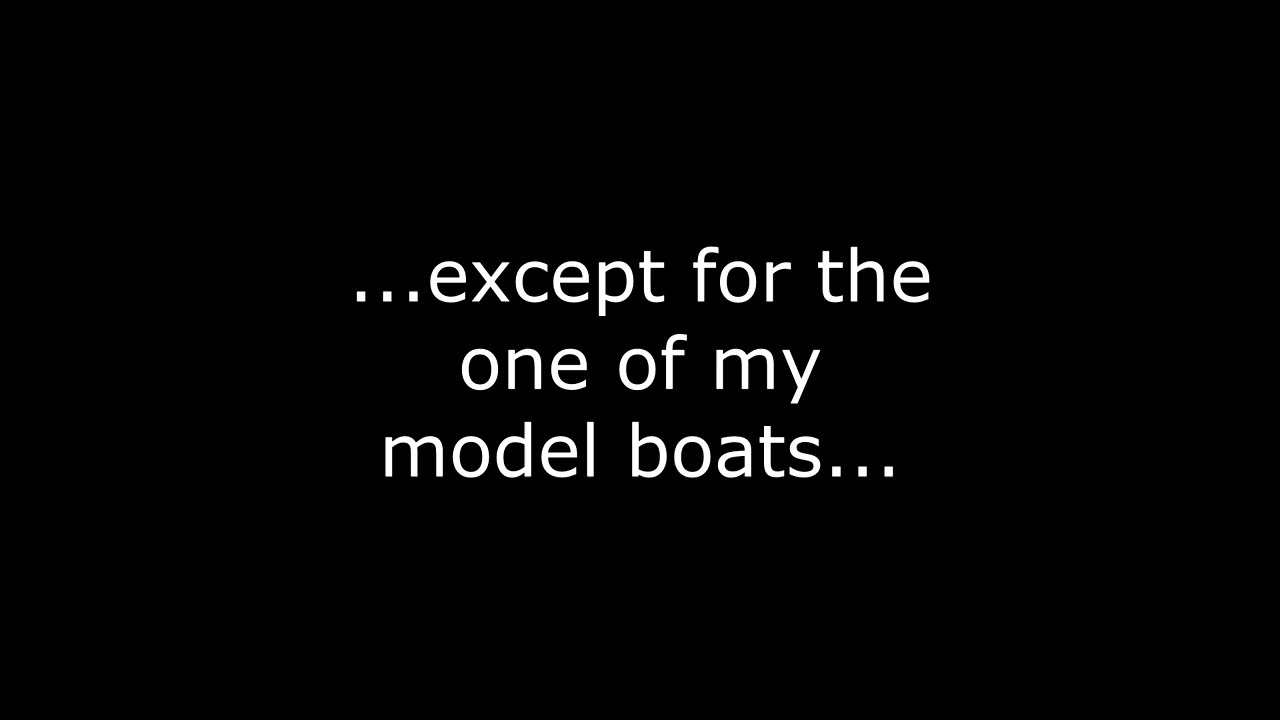 ...except for the
one of my
model boats...